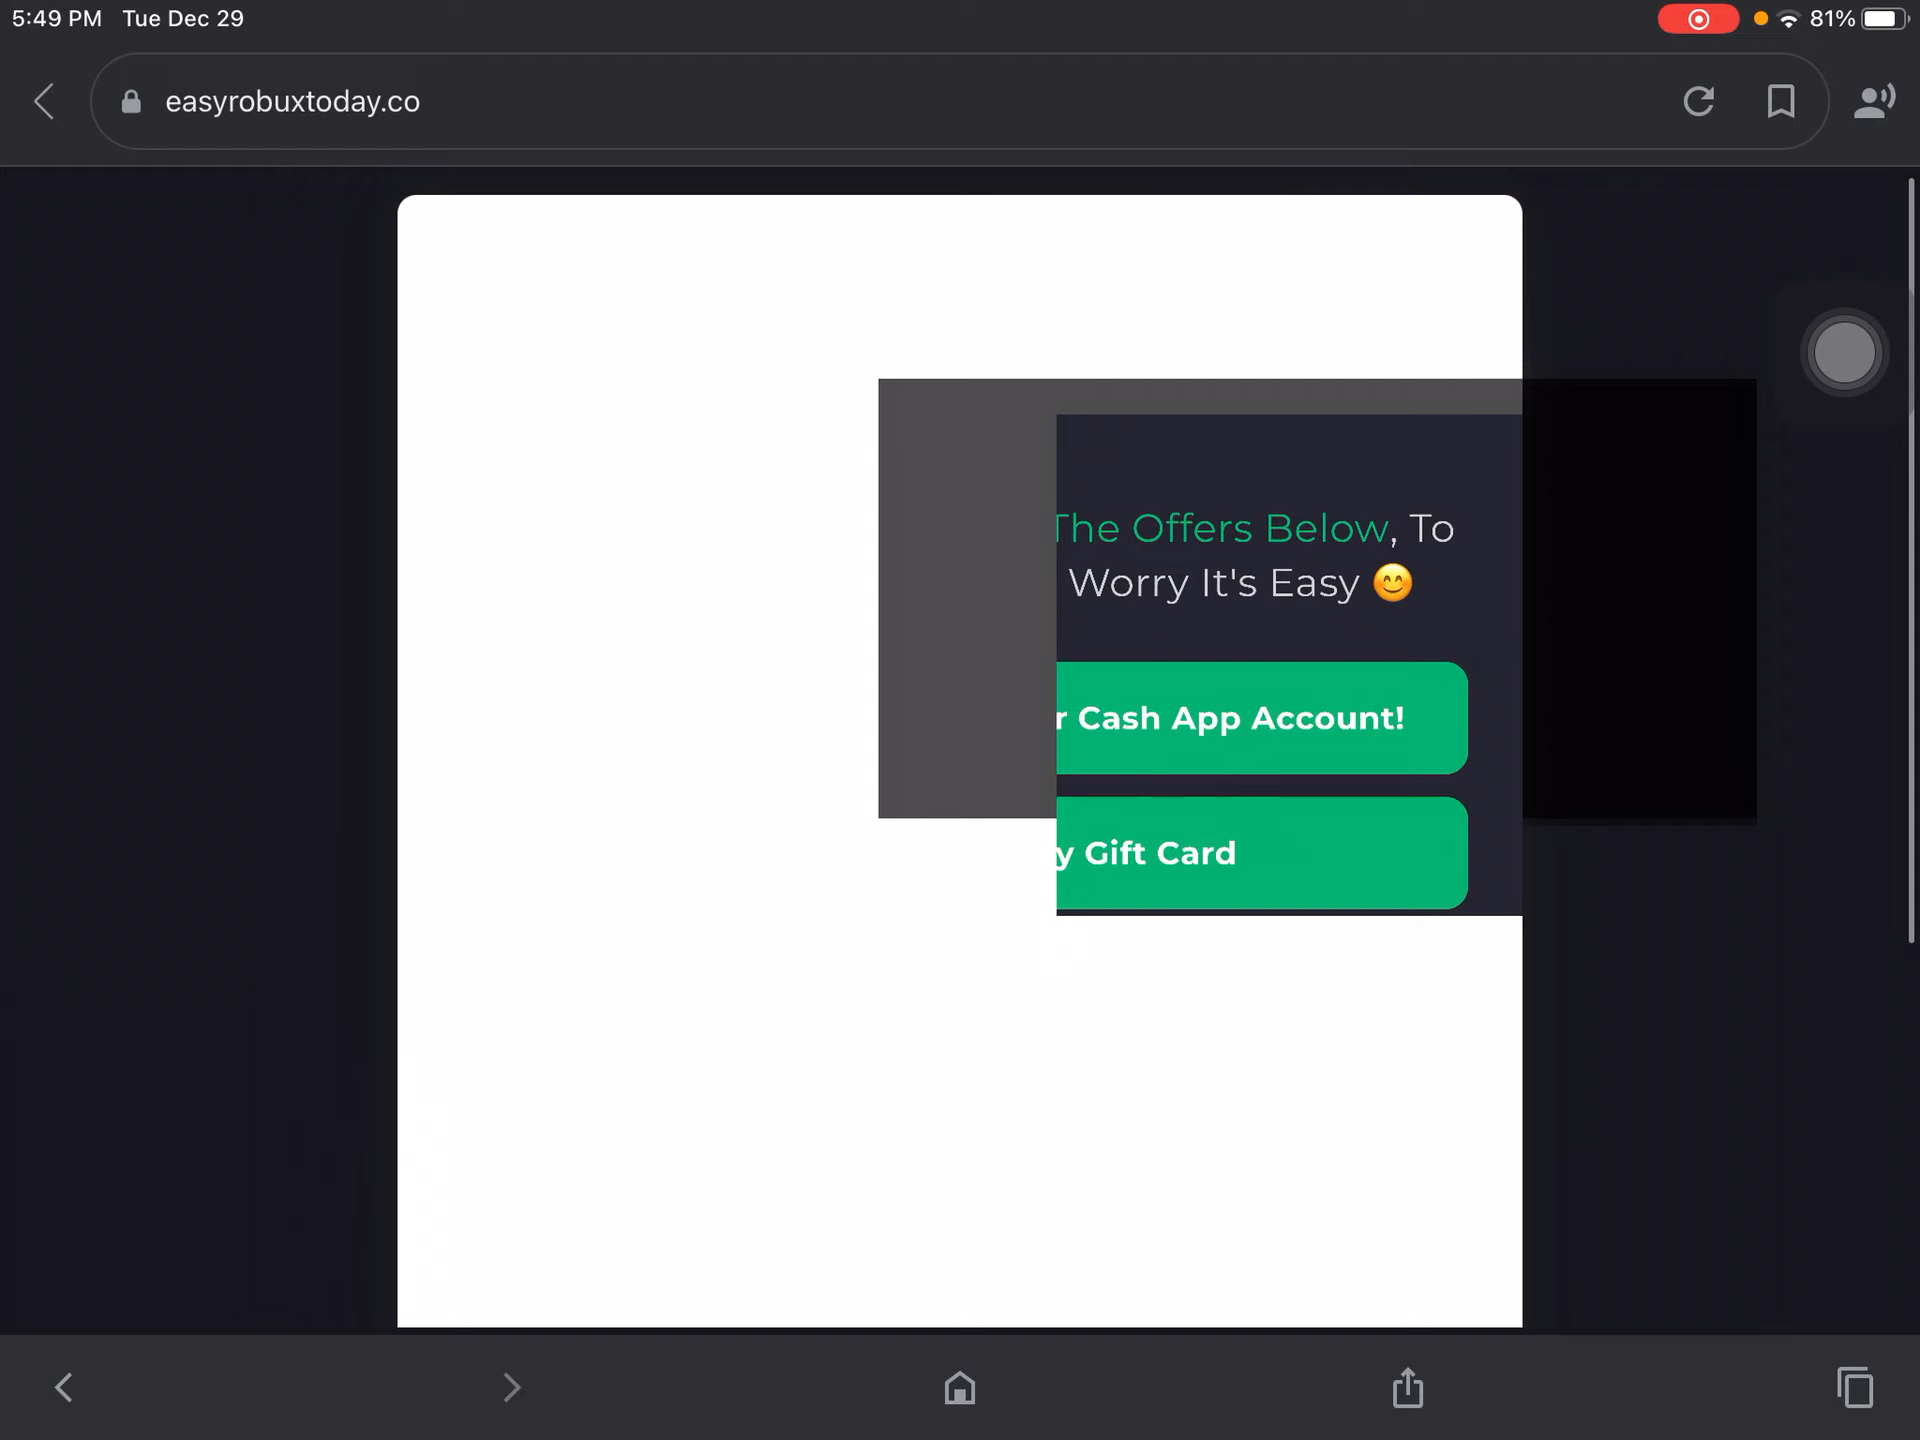 5:49 PM Tue Dec 29
81%
easyrobuxtoday.co
The Offers Below, To
Worry It's Easy 😊
r Cash App Account!
y Gift Card